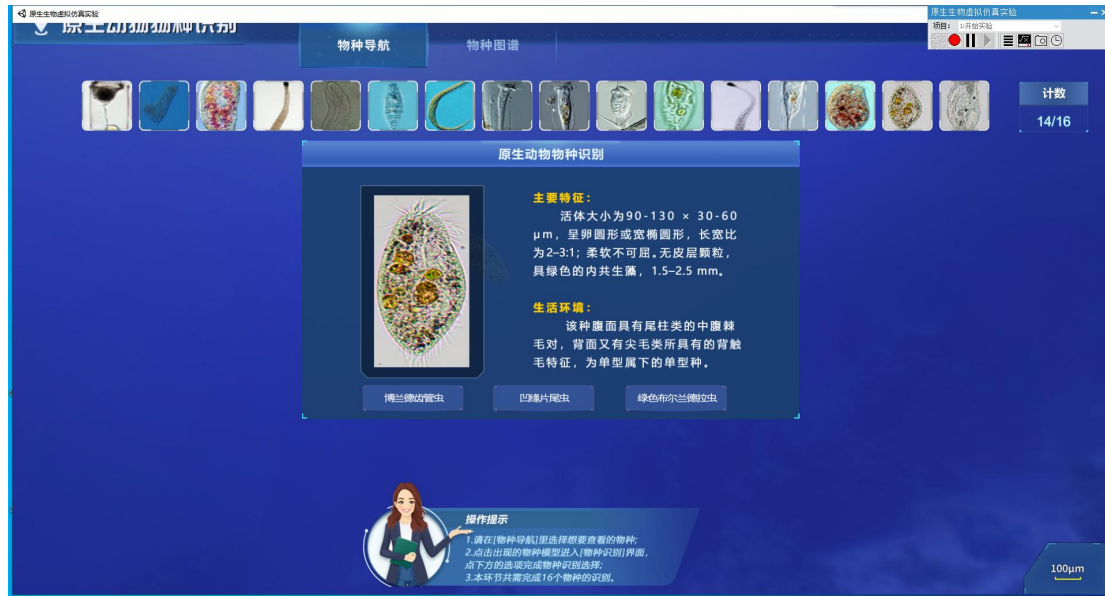 原生生物虚拟仿真实验
原生动物物种识别
物种导航
物种图谱
原生生物虚拟仿真实验
项目: 1:开始实验
计数
14/16
原生动物物种识别
主要特征：
活体大小为90-130 × 30-60
μm，呈卵圆形或宽椭圆形，长宽比
为2–3:1；柔软不可屈。无皮层颗粒，
具绿色的内共生藻，1.5–2.5 mm。
生活环境：
该种腹面具有尾柱类的中腹棘
毛对，背面又有尖毛类所具有的背触
毛特征，为单型属下的单型种。
博兰德齿管虫
凹缘片尾虫
绿色布尔兰德拉虫
操作提示
1.请在[物种导航]里选择想要查看的物种;
2.点击出现的物种模型进入[物种识别]界面，
点下方的选项完成物种识别选择;
3.本环节共需完成16个物种的识别。
100μm